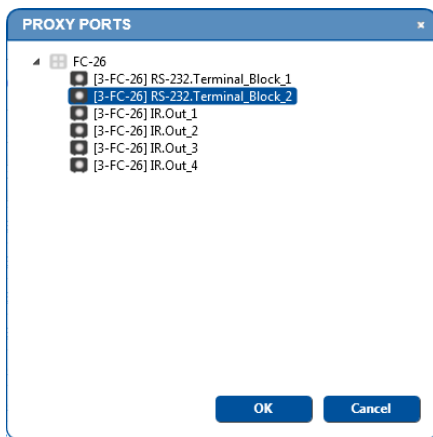 PROXY PORTS ×
FC-26
[3-FC-26] RS-232.Terminal_Block_1
[3-FC-26] RS-232.Terminal_Block_2
[3-FC-26] IR.Out_1
[3-FC-26] IR.Out_2
[3-FC-26] IR.Out_3
[3-FC-26] IR.Out_4
OK Cancel